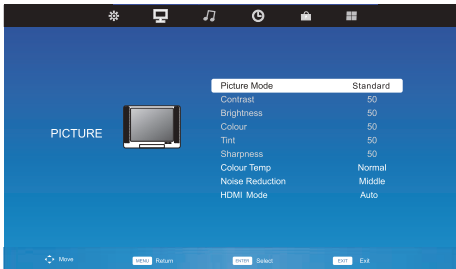 Picture Mode Standard
Contrast 50
Brightness 50
Colour 50
Tint 50
Sharpness 50
Colour Temp Normal
Noise Reduction Middle
HDMI Mode Auto
PICTURE
Move MENU Return ENTER Select EXIT Exit